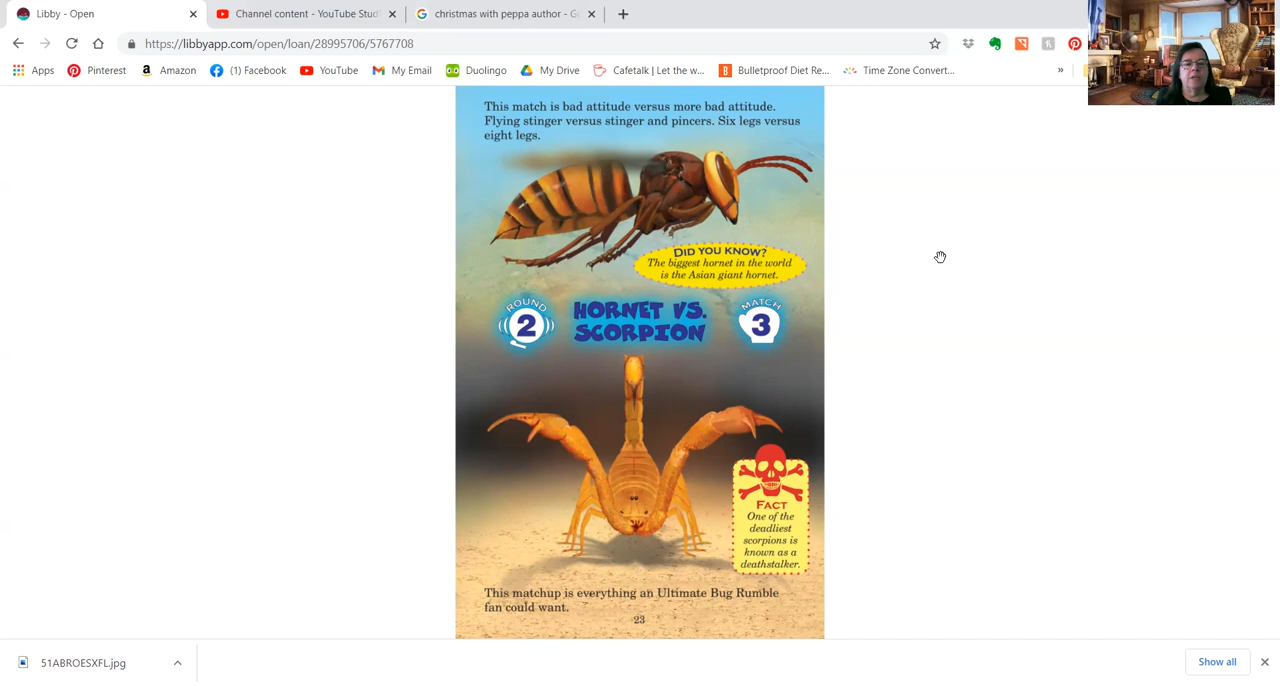 Libby - Open
Channel content - YouTube Stud
christmas with peppa author - Go
https://libbyapp.com/open/loan/28995706/5767708
Apps
Pinterest
Amazon
(1) Facebook
YouTube
My Email
Duolingo
My Drive
Cafetalk | Let the w...
Bulletproof Diet Re...
Time Zone Convert...
»
This match is bad attitude versus more bad attitude.
Flying stinger versus stinger and pincers. Six legs versus
eight legs.
DID YOU KNOW?
The biggest hornet in the world
is the Asian giant hornet.
ROUND
2
HORNET VS.
SCORPION
MATCH
3
FACT
One of the
deadliest
scorpions is
known as a
deathstalker.
This matchup is everything an Ultimate Bug Rumble
fan could want.
23
51ABROESXFL.jpg
Show all